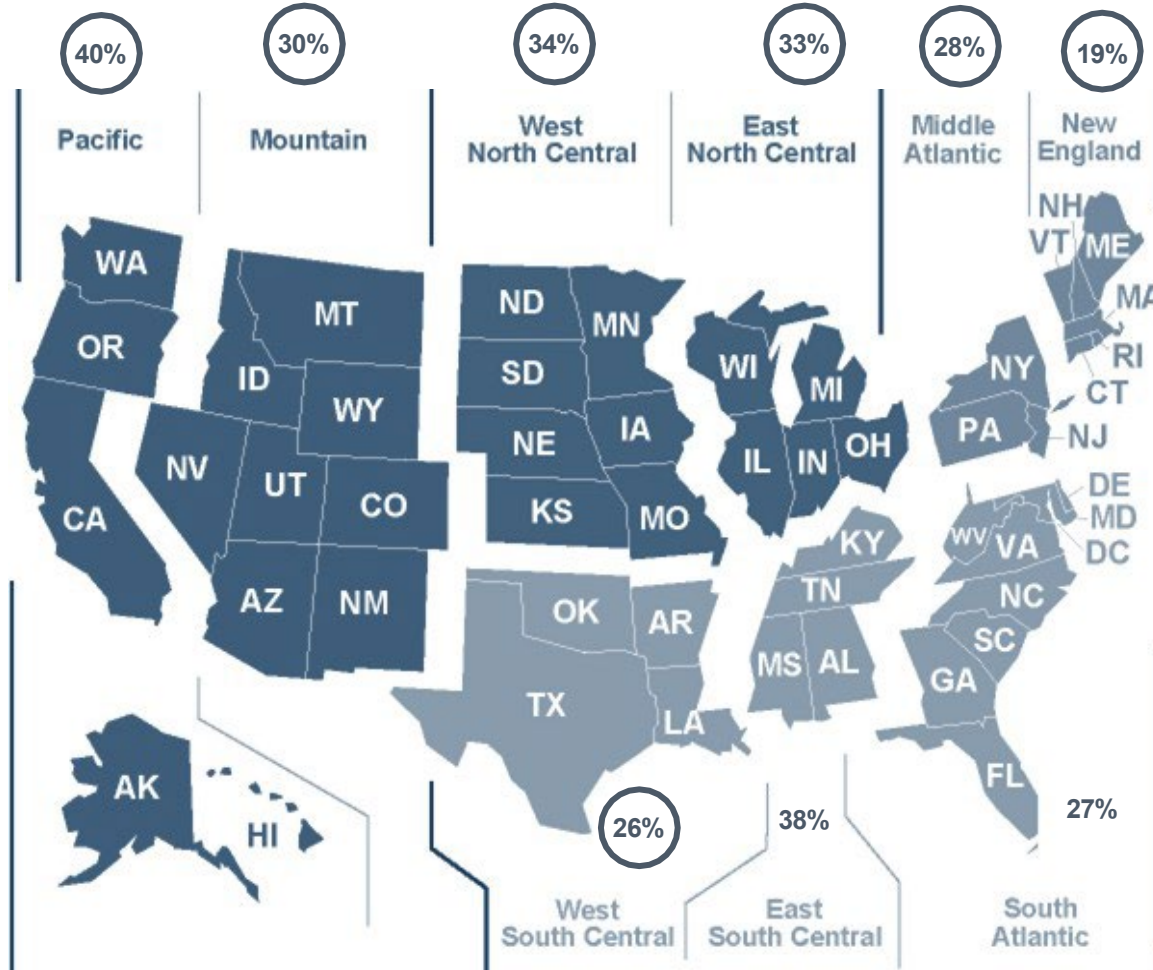 40%
30%
34%
33%
28%
19%
Pacific
Mountain
West
North Central
East
North Central
Middle
Atlantic
New
England
NH
VT
ME
WA
MA
MT
ND
MN
OR
RI
WI
NY
SD
ID
MI
CT
WY
IA
PA
NJ
NE
OH
NV
UT
IL
IN
CO
DE
KS
MO
MD
CA
WV
VA
DC
KY
TN
AZ
NM
NC
OK
AR
SC
MS
AL
GA
TX
LA
FL
AK
HI
26%
38%
27%
West
South Central
East
South Central
South
Atlantic